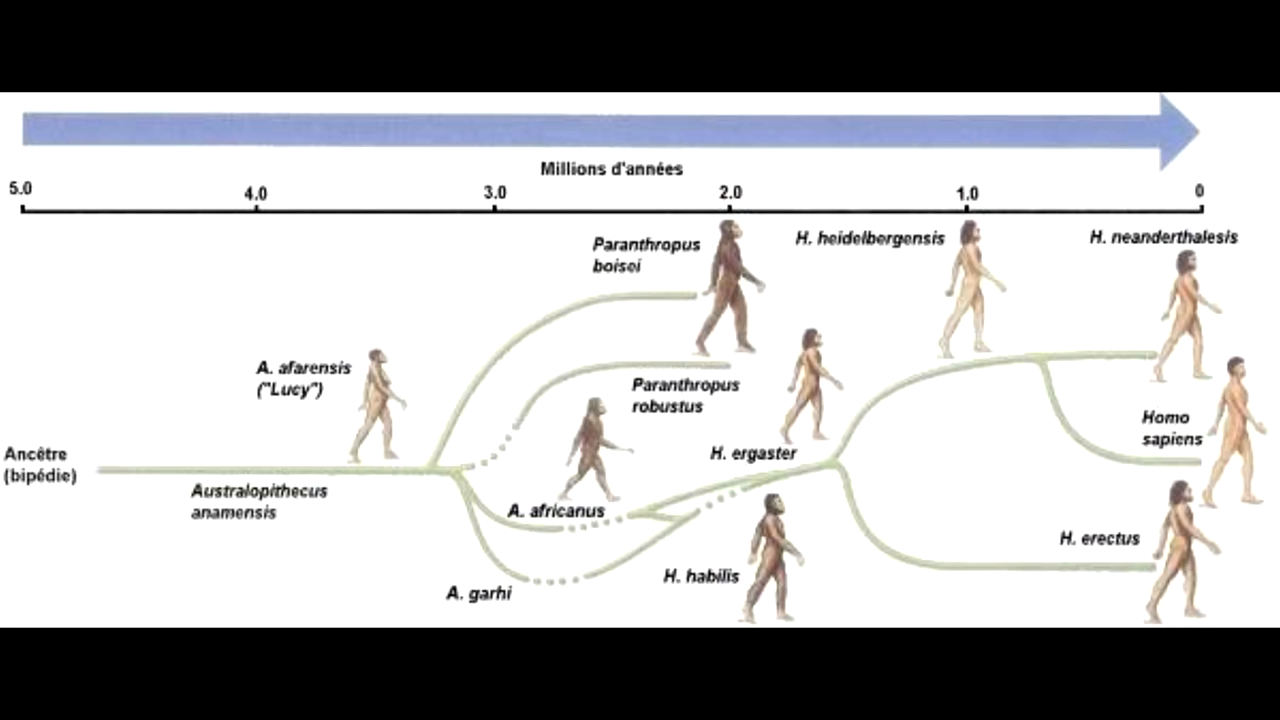 Millions d'années
5.0 4.0 3.0 2.0 1.0 0
Paranthropus
boisei
H. heidelbergensis
H. neanderthalesis
A. afarensis
("Lucy")
Paranthropus
robustus
Homo
sapiens
Ancêtre
(bipédie)
H. ergaster
Australopithecus
anamensis
A. africanus
H. erectus
H. habilis
A. garhi